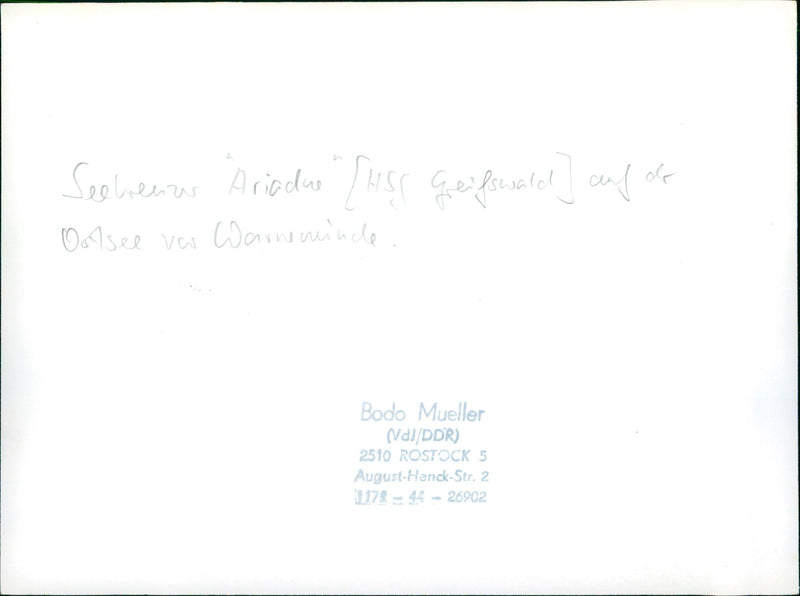 Seekreuzer "Ariadne" [HSG Greifswald] auf der
Ostsee vor Warnemünde.
Bodo Mueller
(VdJ/DDR)
2510 ROSTOCK 5
August-Henck-Str. 2
44 - 26902